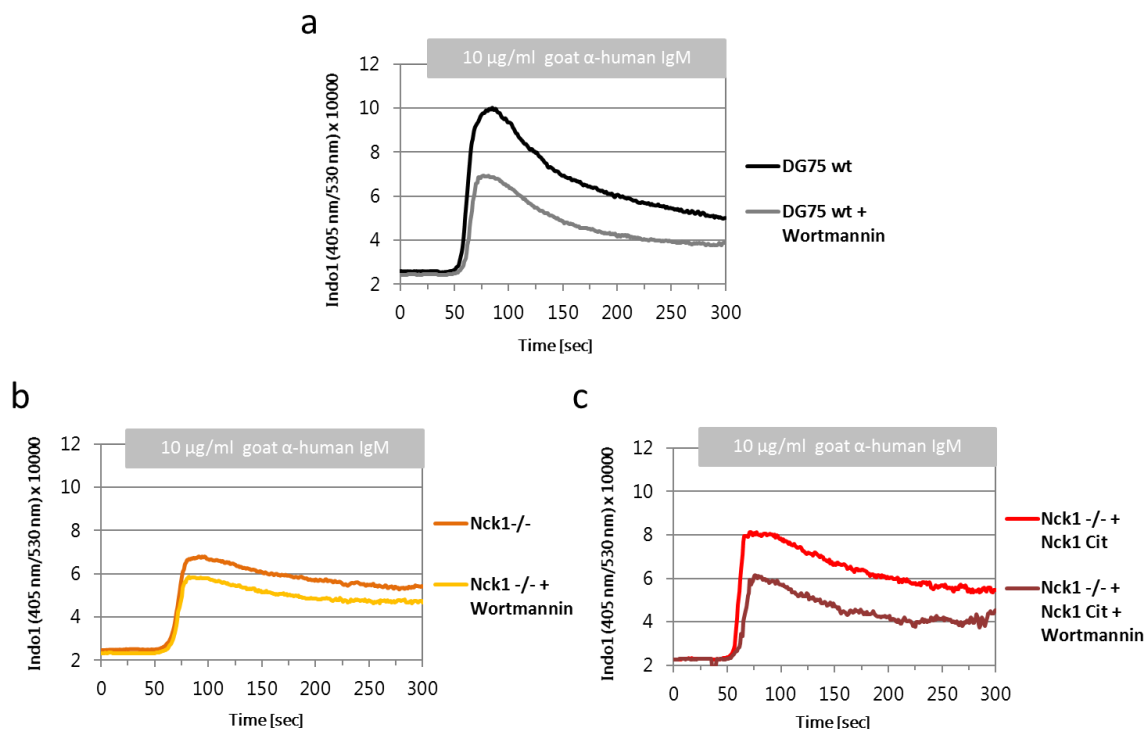 a
10 µg/ml goat α-human IgM
Indo1 (405 nm/530 nm) x 10000
12
10
8
6
4
2
0 50 100 150 200 250 300
Time [sec]
DG75 wt
DG75 wt +
Wortmannin
b
10 µg/ml goat α-human IgM
Indo1 (405 nm/530 nm) x 10000
12
10
8
6
4
2
0 50 100 150 200 250 300
Time [sec]
Nck1-/-
Nck1 -/- +
Wortmannin
c
10 µg/ml goat α-human IgM
Indo1 (405 nm/530 nm) x 10000
12
10
8
6
4
2
0 50 100 150 200 250 300
Time [sec]
Nck1 -/- +
Nck1 Cit
Nck1 -/- +
Nck1 Cit +
Wortmannin